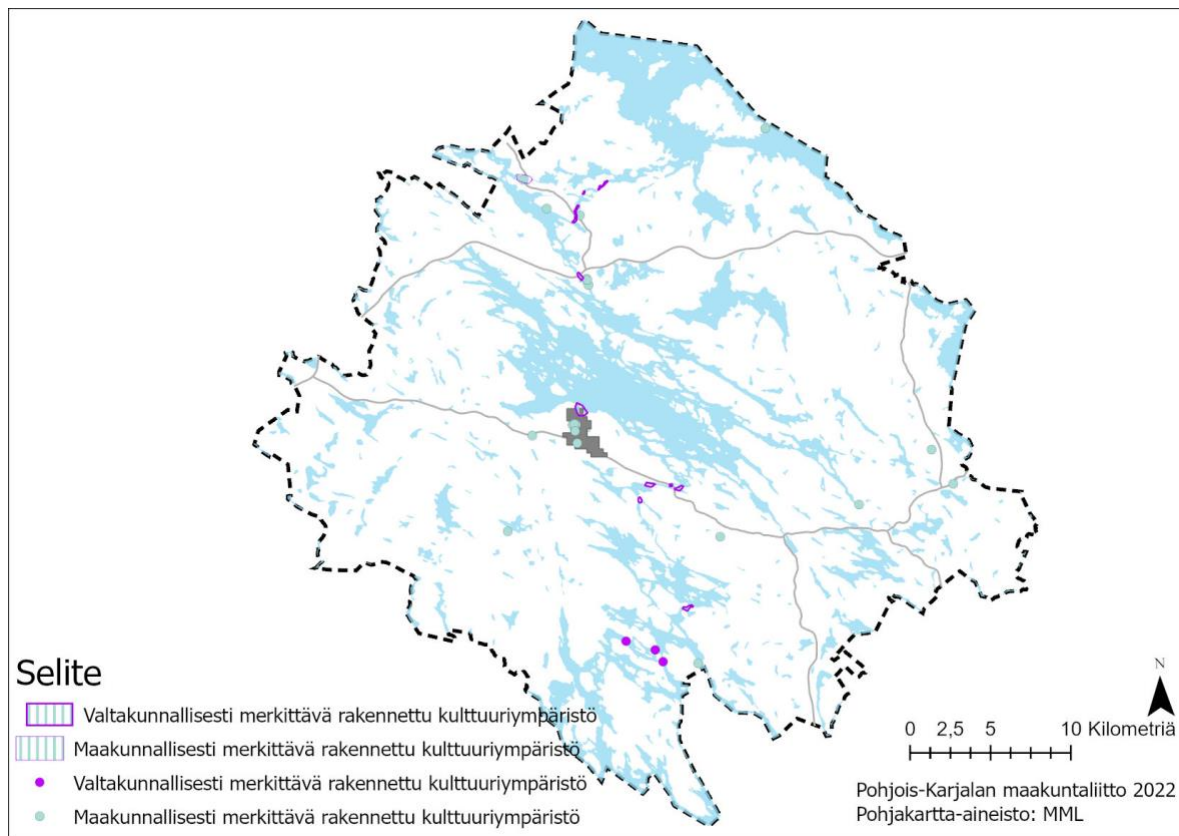 Selite
Valtakunnallisesti merkittävä rakennettu kulttuuriympäristö
Maakunnallisesti merkittävä rakennettu kulttuuriympäristö
Valtakunnallisesti merkittävä rakennettu kulttuuriympäristö
Maakunnallisesti merkittävä rakennettu kulttuuriympäristö
N
0 2,5 5 10 Kilometriä
Pohjois-Karjalan maakuntaliitto 2022
Pohjakartta-aineisto: MML